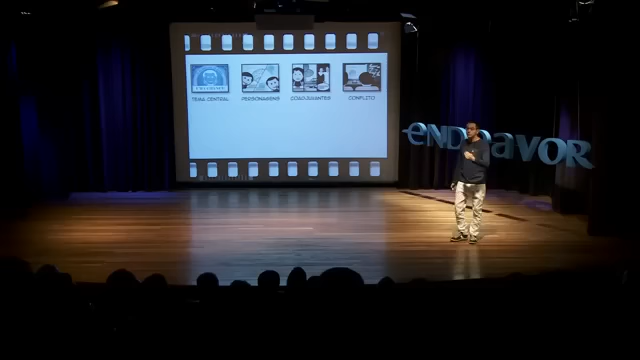 TEMA CENTRAL
PERSONAGENS
COADJUVANTES
CONFLITO
eNDeavoR